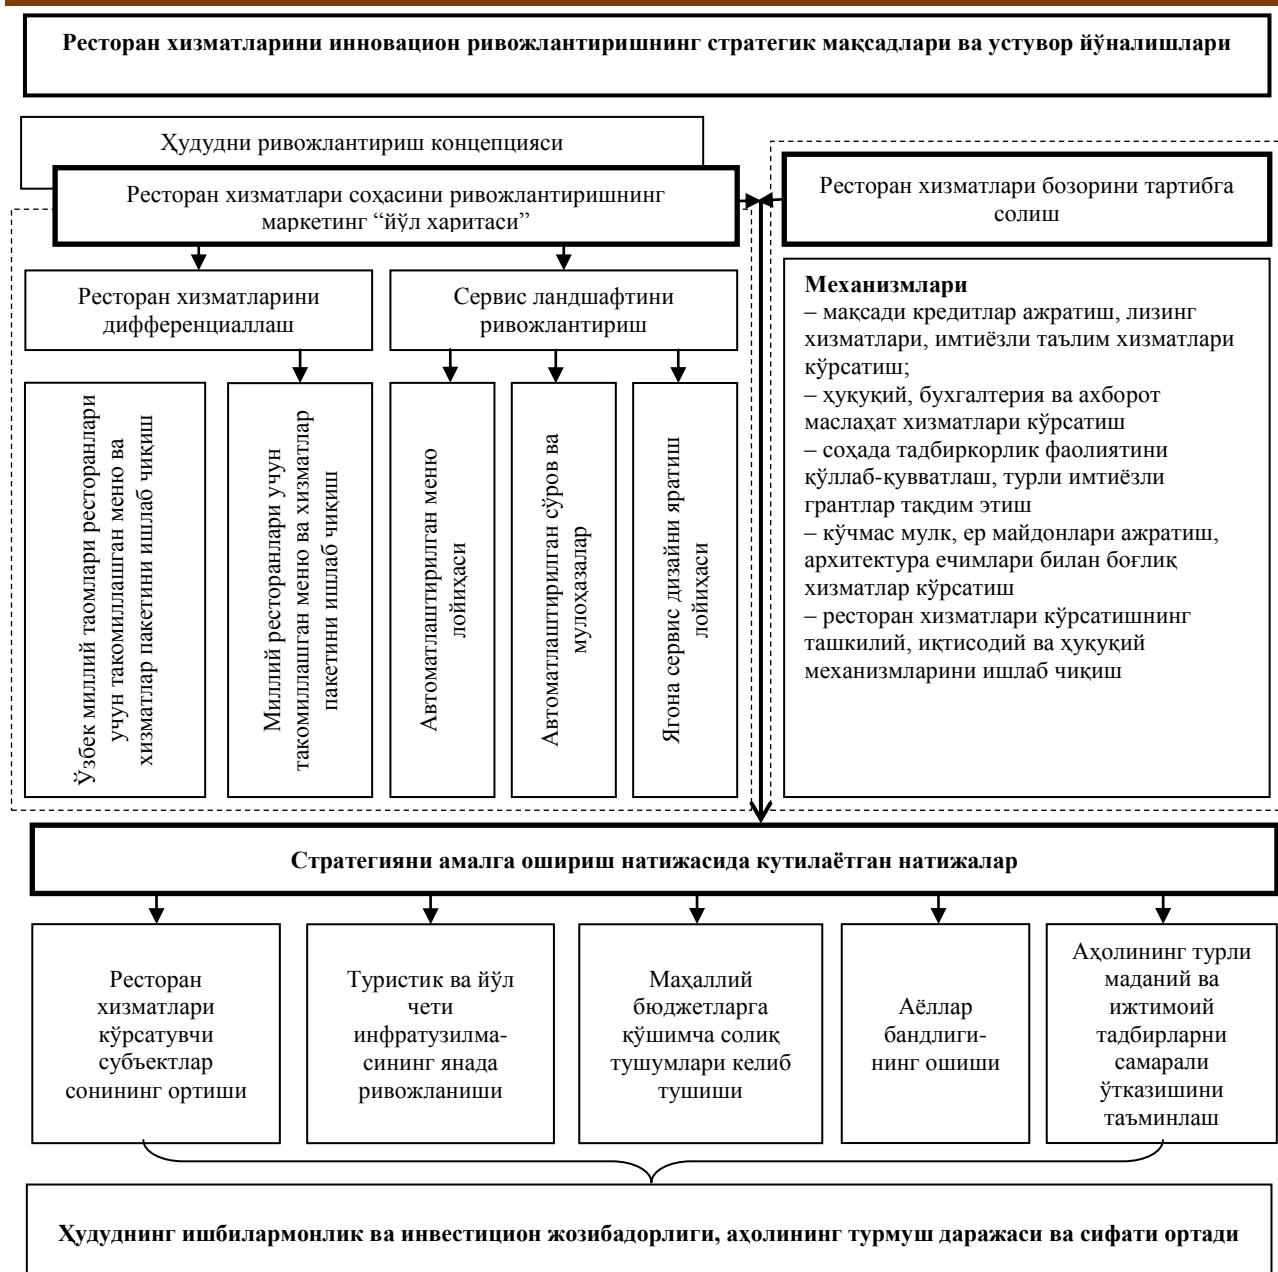 Ресторан хизматларини инновацион ривожлантиришнинг стратегик мақсадлари ва устувор йўналишлари
Ҳудудни ривожлантириш концепцияси
Ресторан хизматлари соҳасини ривожлантиришнинг
маркетинг “йўл харитаси”
Ресторан хизматлари бозорини тартибга
солиш
Ресторан хизматларини
дифференциаллаш
Сервис ландшафтини
ривожлантириш
Ўзбек миллий таомлари ресторанлари
учун такомиллашган меню ва
хизматлар пакетини ишлаб чиқиш
Миллий ресторанлари учун
такомиллашган меню ва хизматлар
пакетини ишлаб чиқиш
Автоматлаштирилган меню
лойиҳаси
Автоматлаштирилган сўров ва
мулоҳазалар
Ягона сервис дизайни яратиш
лойиҳаси
Механизмлари
– мақсади кредитлар ажратиш, лизинг
хизматлари, имтиёзли таълим хизматлари
кўрсатиш;
– ҳуқуқий, бухгалтерия ва ахборот
маслаҳат хизматлари кўрсатиш
– соҳада тадбиркорлик фаолиятини
қўллаб-қувватлаш, турли имтиёзли
грантлар тақдим этиш
– кўчмас мулк, ер майдонлари ажратиш,
архитектура ечимлари билан боғлиқ
хизматлар кўрсатиш
– ресторан хизматлари кўрсатишнинг
ташкилий, иқтисодий ва ҳуқуқий
механизмларини ишлаб чиқиш
Стратегияни амалга ошириш натижасида кутилаётган натижалар
Ресторан
хизматлари
кўрсатувчи
субъектлар
сонининг ортиши
Туристик ва йўл
чети
инфратузилма-
сининг янада
ривожланиши
Маҳаллий
бюджетларга
қўшимча солиқ
тушумлари келиб
тушиши
Аёллар
бандлиги-
нинг ошиши
Аҳолининг турли
маданий ва
ижтимоий
тадбирларни
самарали
ўтказишини
таъминлаш
Ҳудуднинг ишбилармонлик ва инвестицион жозибадорлиги, аҳолининг турмуш даражаси ва сифати ортади